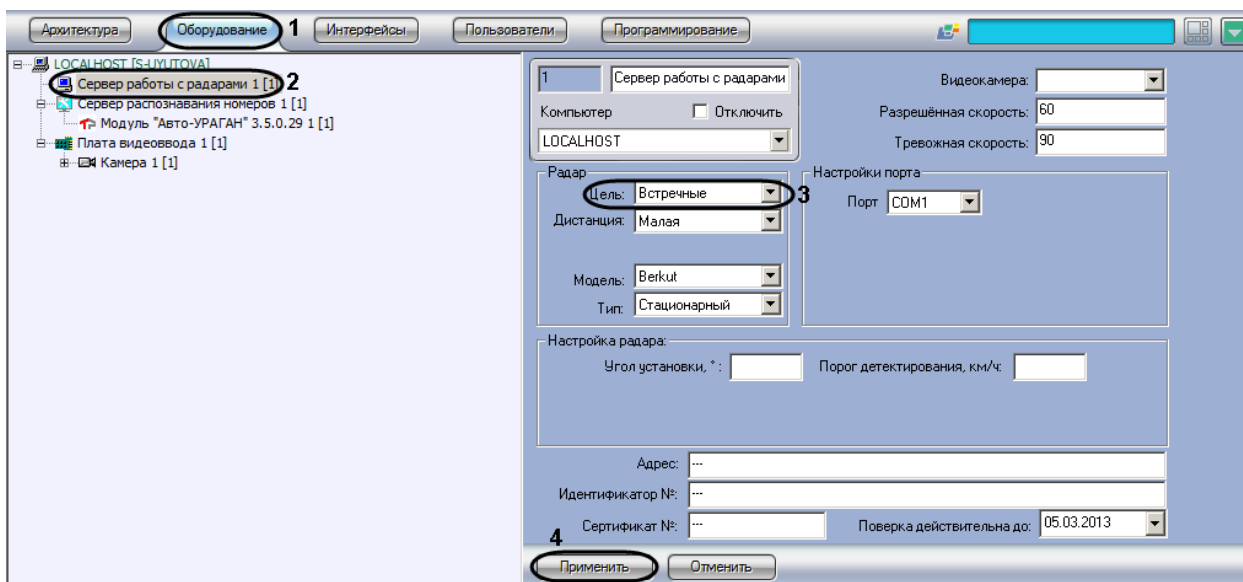 Архитектура Оборудование 1 Интерфейсы Пользователи Программирование
LOCALHOST [S-UYUTOVA]
Сервер работы с радарами 1 [1] 2
Сервер распознавания номеров 1 [1]
Модуль "Авто-УРАГАН" 3.5.0.29 1 [1]
Плата видеоввода 1 [1]
Камера 1 [1]
1 Сервер работы с радарами
Компьютер Отключить
LOCALHOST
Видеокамера:
Разрешённая скорость: 60
Тревожная скорость: 90
Радар
Цель: Встречные 3
Дистанция: Малая
Модель: Berkut
Тип: Стационарный
Настройки порта
Порт COM1
Настройка радара:
Угол установки, °: Порог детектирования, км/ч:
Адрес: ---
Идентификатор №: ---
Сертификат №: --- Поверка действительна до: 05.03.2013
4
Применить Отменить